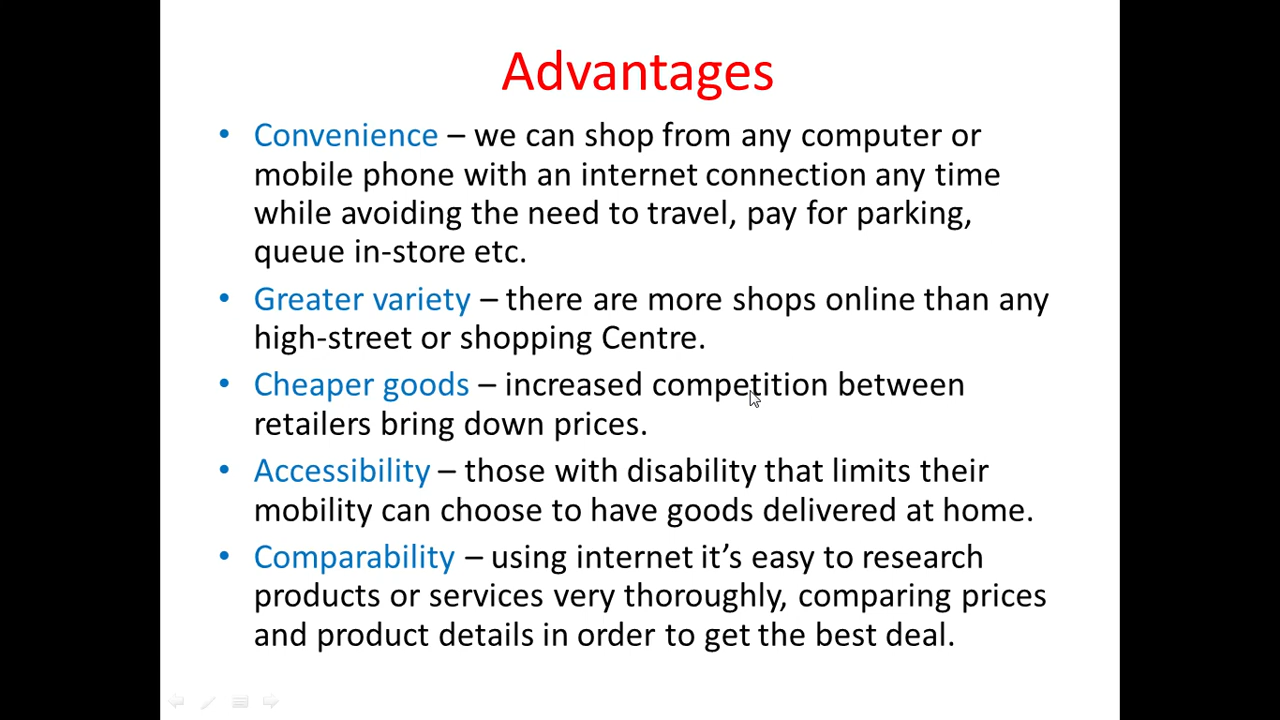 Advantages
• Convenience – we can shop from any computer or
mobile phone with an internet connection any time
while avoiding the need to travel, pay for parking,
queue in-store etc.
• Greater variety – there are more shops online than any
high-street or shopping Centre.
• Cheaper goods – increased competition between
retailers bring down prices.
• Accessibility – those with disability that limits their
mobility can choose to have goods delivered at home.
• Comparability – using internet it’s easy to research
products or services very thoroughly, comparing prices
and product details in order to get the best deal.